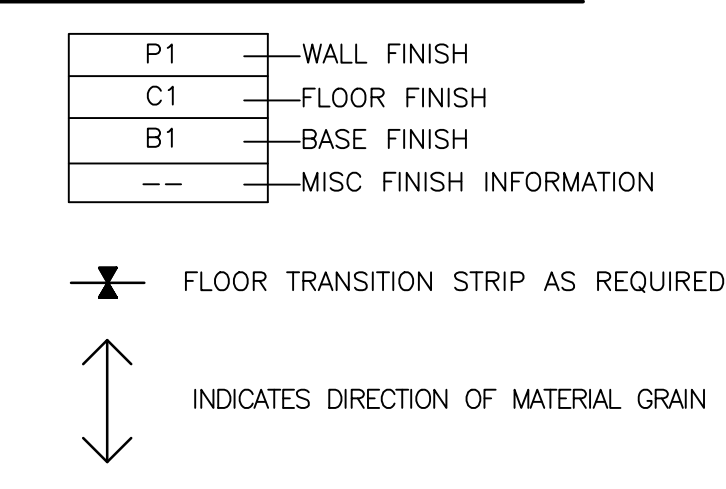 P1 WALL FINISH
C1 FLOOR FINISH
B1 BASE FINISH
-- MISC FINISH INFORMATION
FLOOR TRANSITION STRIP AS REQUIRED
INDICATES DIRECTION OF MATERIAL GRAIN